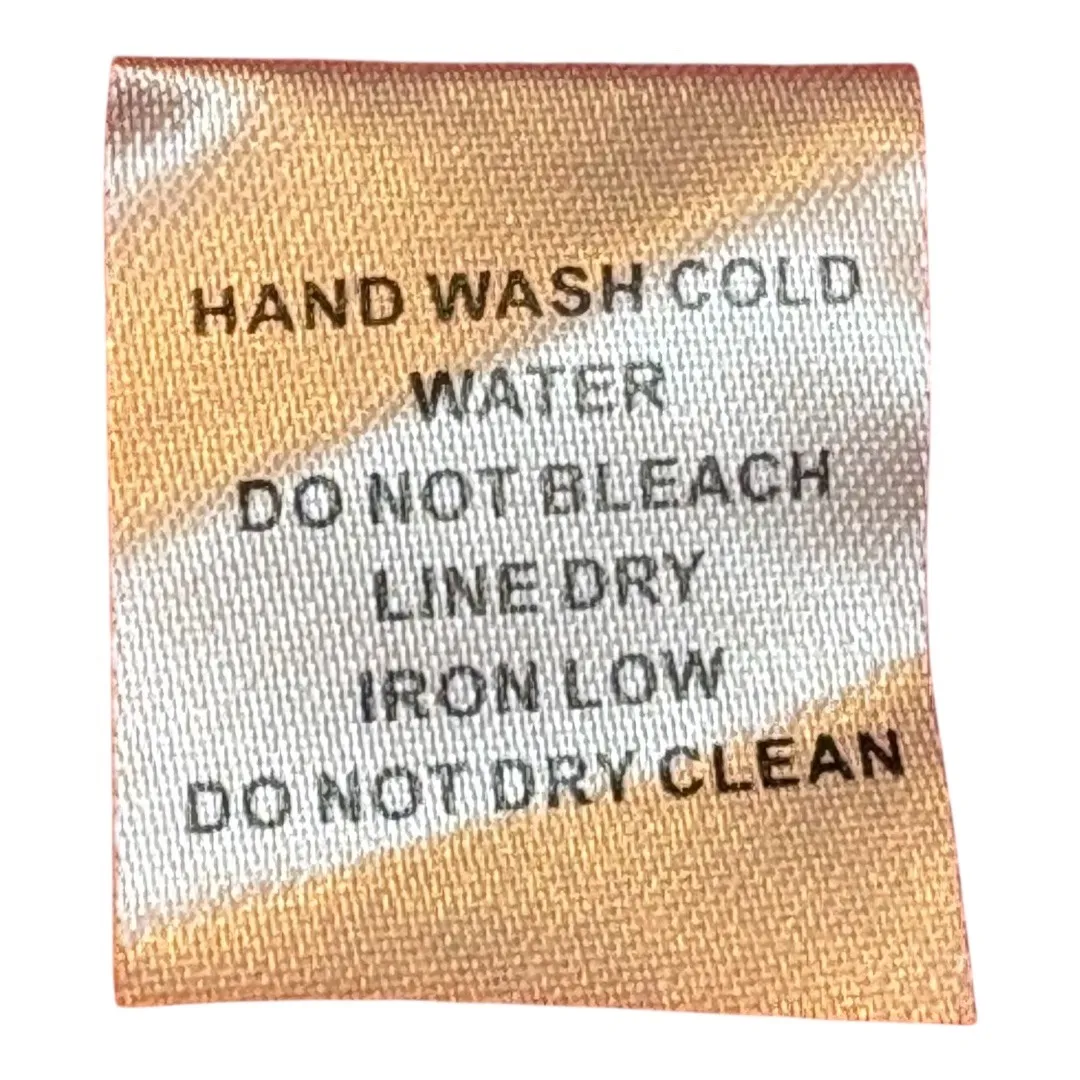 HAND WASH COLD
WATER
DO NOT BLEACH
LINE DRY
IRON LOW
DO NOT DRY CLEAN